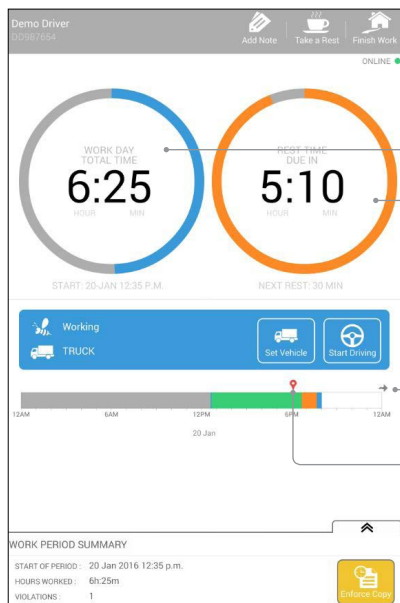 Demo Driver
DD987654
Add Note
Take a Rest
Finish Work
ONLINE
WORK DAY
TOTAL TIME
6:25
HOUR MIN
START: 20-JAN 12:35 P.M.
REST TIME
DUE IN
5:10
HOUR MIN
NEXT REST: 30 MIN
Working
TRUCK
Set Vehicle
Start Driving
12AM 6AM 12PM 6PM 12AM
20 Jan
WORK PERIOD SUMMARY
START OF PERIOD : 20 Jan 2016 12:35 p.m.
HOURS WORKED : 6h:25m
VIOLATIONS : 1
Enforce Copy